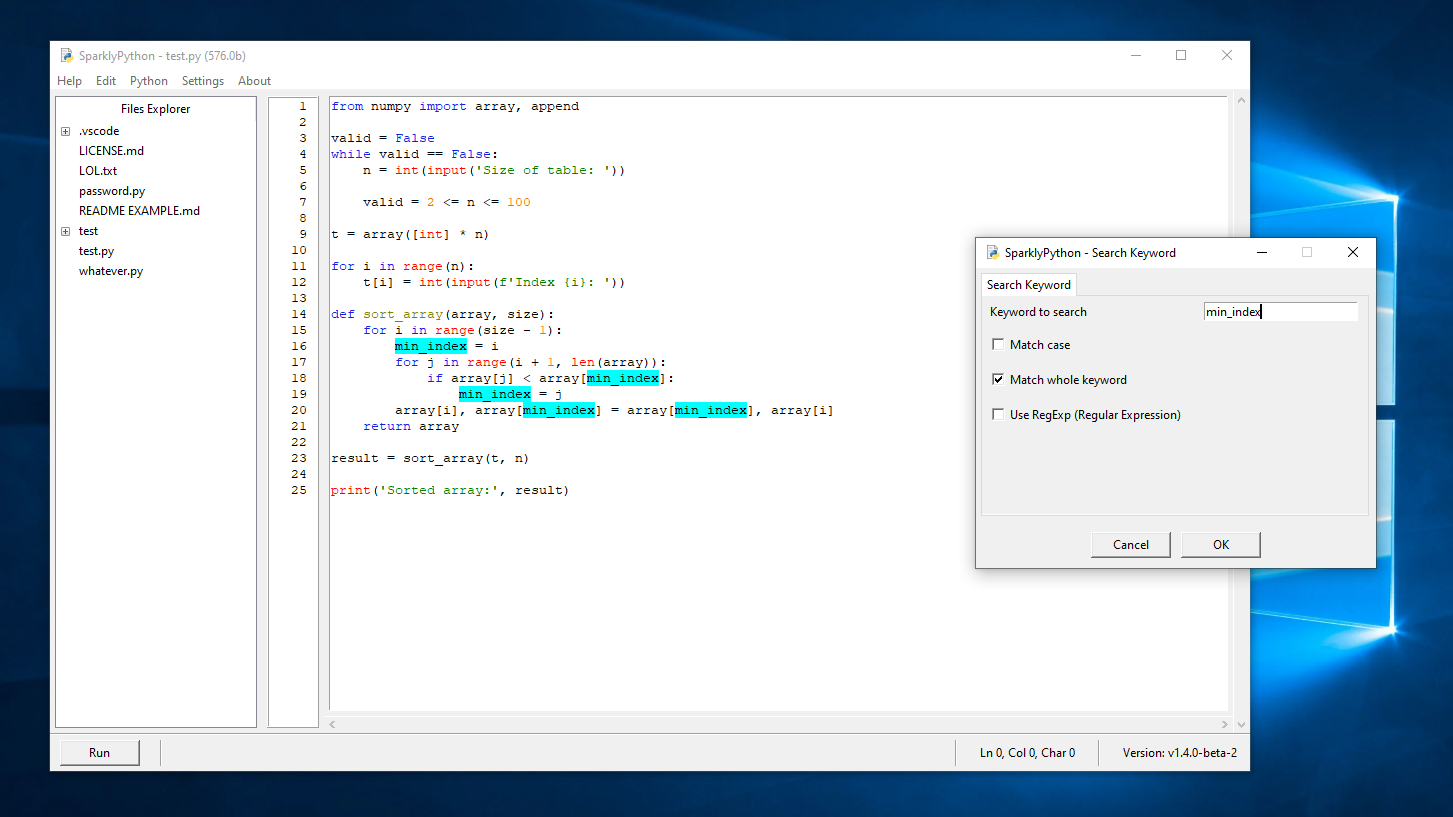 SparklyPython - test.py (576.0b)
Help Edit Python Settings About
Files Explorer
.vscode
LICENSE.md
LOL.txt
password.py
README EXAMPLE.md
test
test.py
whatever.py
1 from numpy import array, append
2
3 valid = False
4 while valid == False:
5     n = int(input('Size of table: '))
6
7     valid = 2 <= n <= 100
8
9 t = array([int] * n)
10
11 for i in range(n):
12     t[i] = int(input(f'Index {i}: '))
13
14 def sort_array(array, size):
15     for i in range(size - 1):
16         min_index = i
17         for j in range(i + 1, len(array)):
18             if array[j] < array[min_index]:
19                 min_index = j
20         array[i], array[min_index] = array[min_index], array[i]
21     return array
22
23 result = sort_array(t, n)
24
25 print('Sorted array:', result)
SparklyPython - Search Keyword
Search Keyword
Keyword to search min_index
Match case
Match whole keyword
Use RegExp (Regular Expression)
Cancel OK
Run Ln 0, Col 0, Char 0 Version: v1.4.0-beta-2